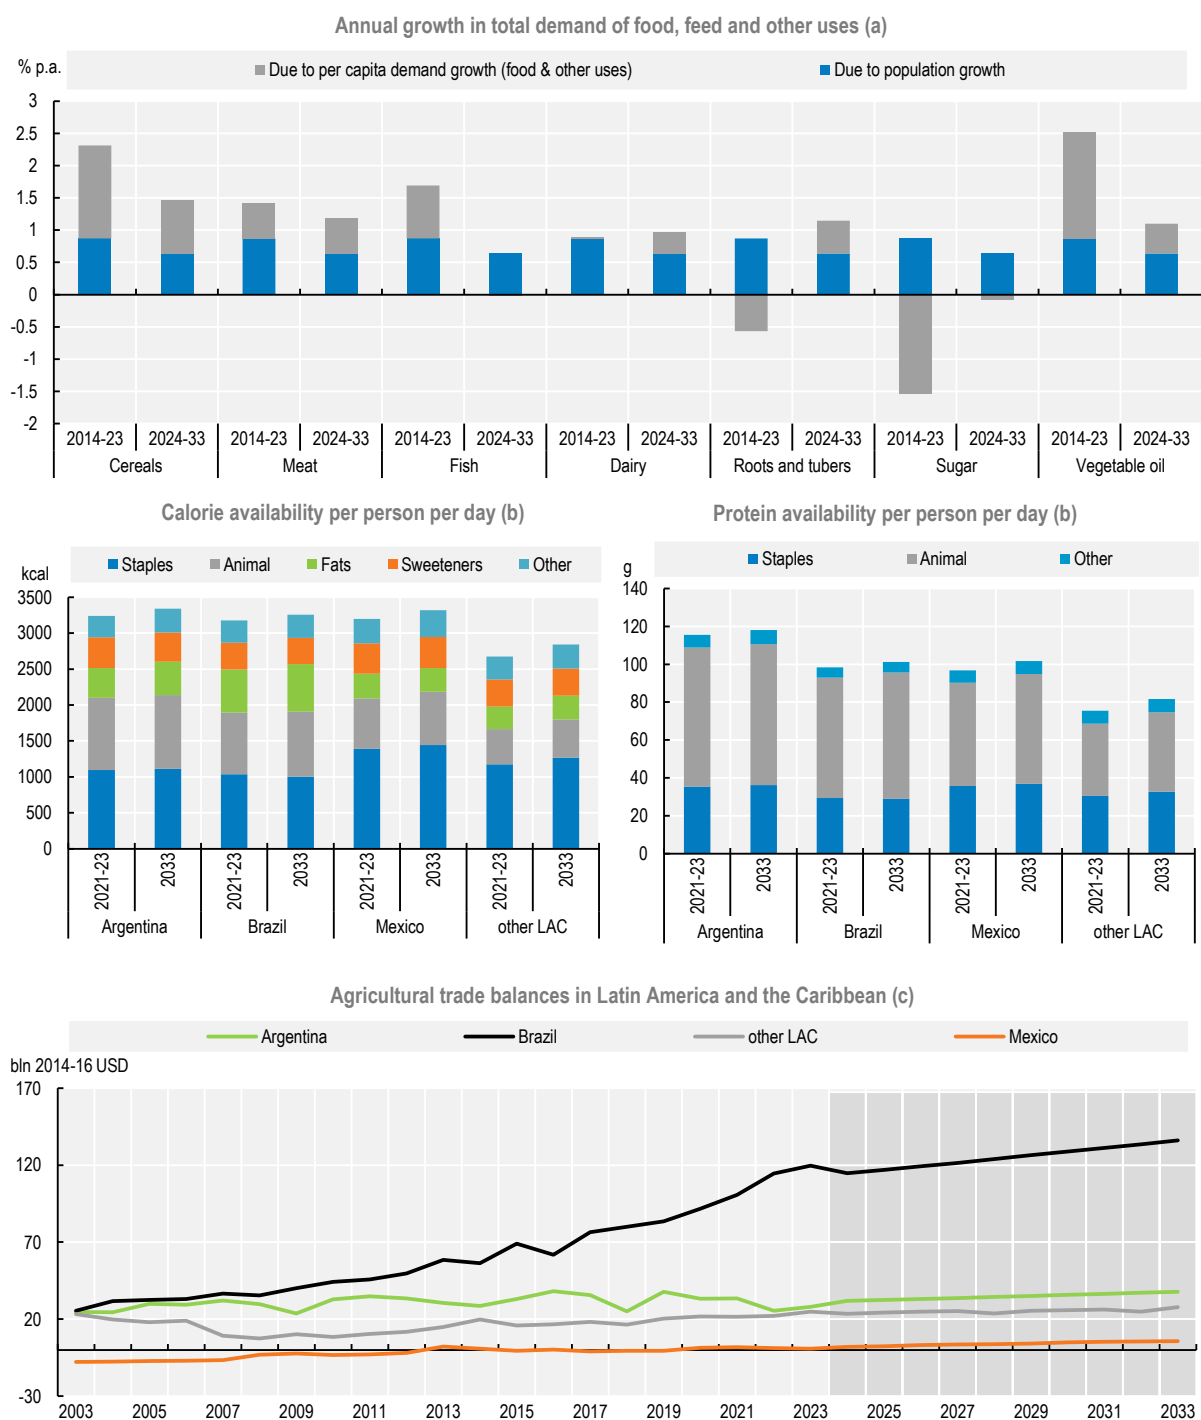 Annual growth in total demand of food, feed and other uses (a)
% p.a.
Due to per capita demand growth (food & other uses)
Due to population growth
3
2.5
2
1.5
1
0.5
0
-0.5
-1
-1.5
-2
2014-23 2024-33 2014-23 2024-33 2014-23 2024-33 2014-23 2024-33 2014-23 2024-33 2014-23 2024-33 2014-23 2024-33
Cereals Meat Fish Dairy Roots and tubers Sugar Vegetable oil
Calorie availability per person per day (b)
Staples Animal Fats Sweeteners Other
kcal
3500
3000
2500
2000
1500
1000
500
0
2021-23 2033 2021-23 2033 2021-23 2033 2021-23 2033
Argentina Brazil Mexico other LAC
Protein availability per person per day (b)
Staples Animal Other
g
140
120
100
80
60
40
20
0
2021-23 2033 2021-23 2033 2021-23 2033 2021-23 2033
Argentina Brazil Mexico other LAC
Agricultural trade balances in Latin America and the Caribbean (c)
Argentina Brazil other LAC Mexico
bln 2014-16 USD
170
120
70
20
-30
2003 2005 2007 2009 2011 2013 2015 2017 2019 2021 2023 2025 2027 2029 2031 2033